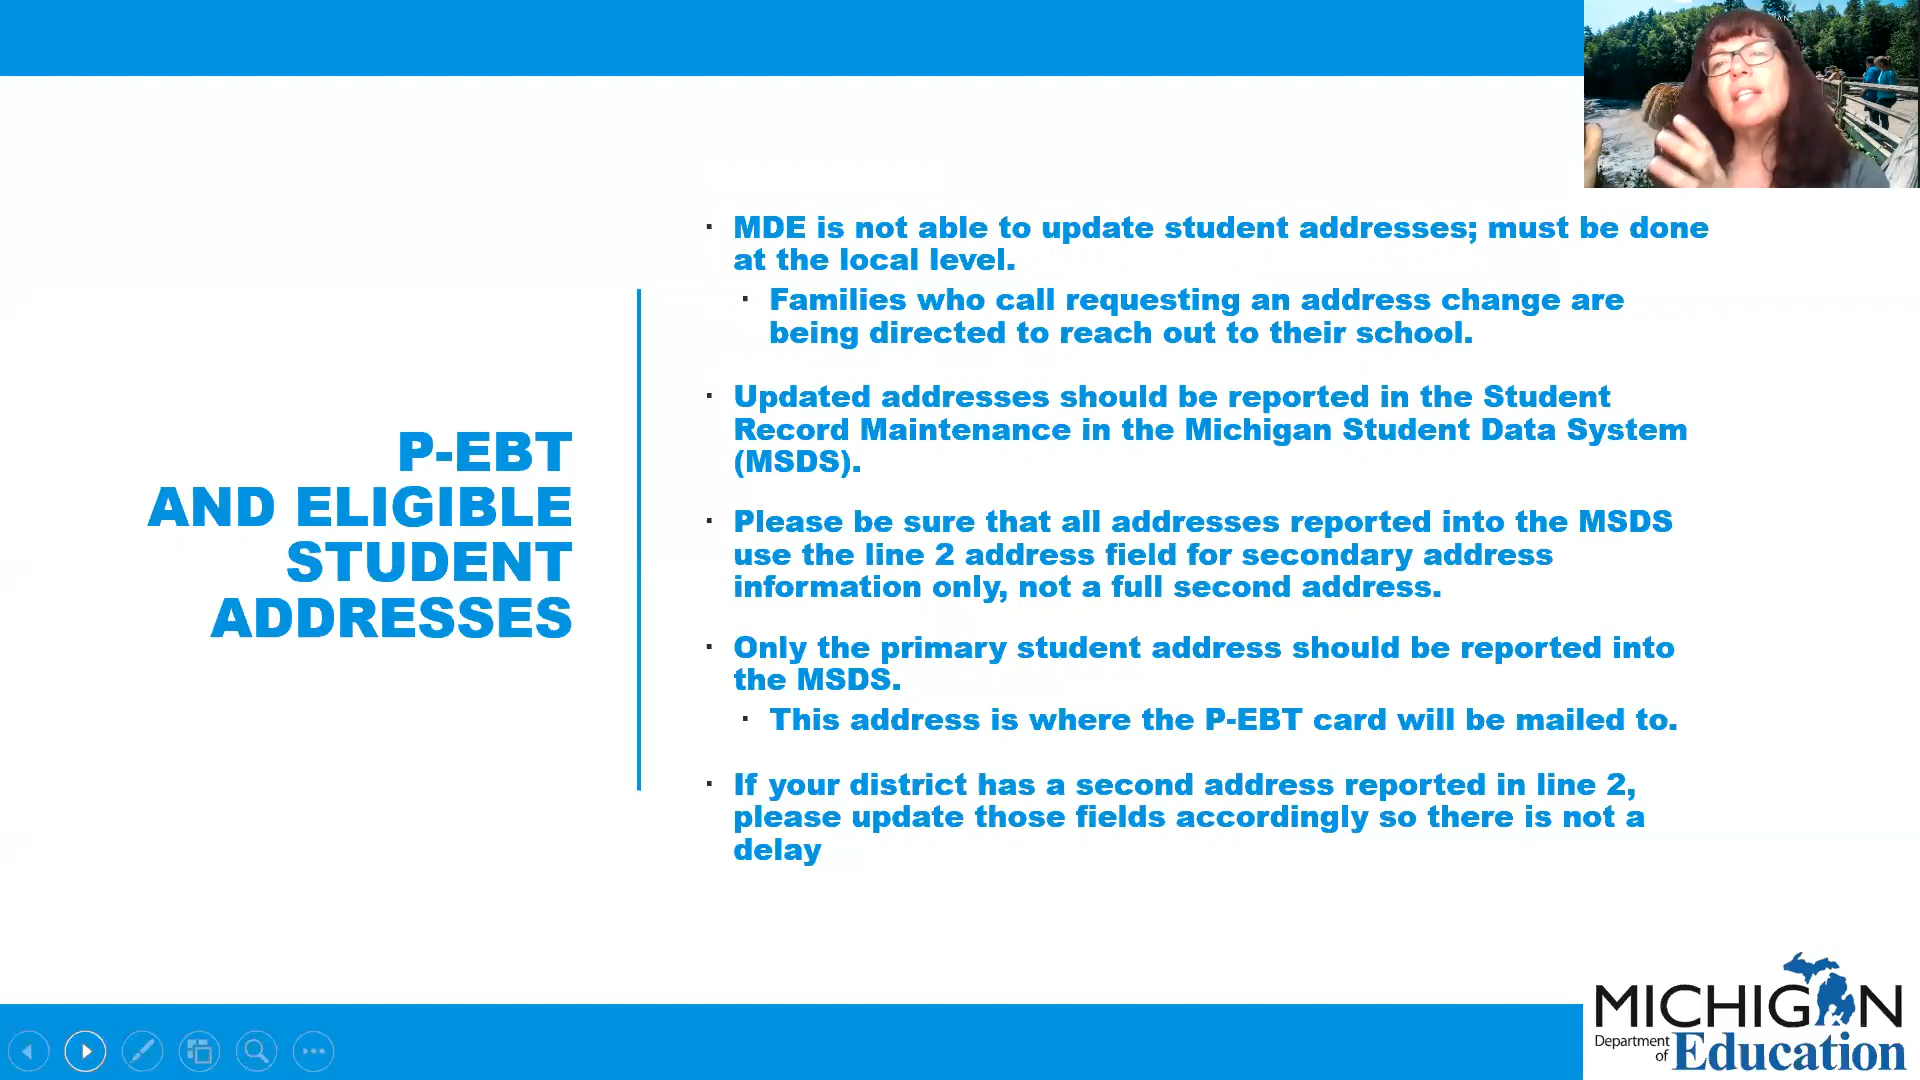 P-EBT
AND ELIGIBLE
STUDENT
ADDRESSES
· MDE is not able to update student addresses; must be done
at the local level.
· Families who call requesting an address change are
being directed to reach out to their school.
· Updated addresses should be reported in the Student
Record Maintenance in the Michigan Student Data System
(MSDS).
· Please be sure that all addresses reported into the MSDS
use the line 2 address field for secondary address
information only, not a full second address.
· Only the primary student address should be reported into
the MSDS.
· This address is where the P-EBT card will be mailed to.
· If your district has a second address reported in line 2,
please update those fields accordingly so there is not a
delay
MICHIGAN
Department
of Education